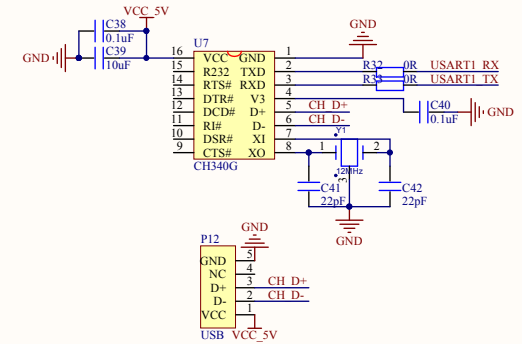 VCC_5V
C38
0.1uF
GND
C39
10uF
U7
GND
16 VCC GND 1
15 R232 TXD 2 R32 0R USART1_RX
14 RTS# RXD 3 R33 0R USART1_TX
13 DTR# V3 4
12 DCD# D+ 5 CH_D+
11 RI# D- 6 CH_D-
10 DSR# XI 7
9 CTS# XO 8
CH340G
C40
0.1uF
GND
Y1
1 2
12MHz
3
C41
22pF
C42
22pF
GND
P12
GND
GND 5
NC 4
D+ 3 CH_D+
D- 2 CH_D-
VCC 1
USB VCC_5V